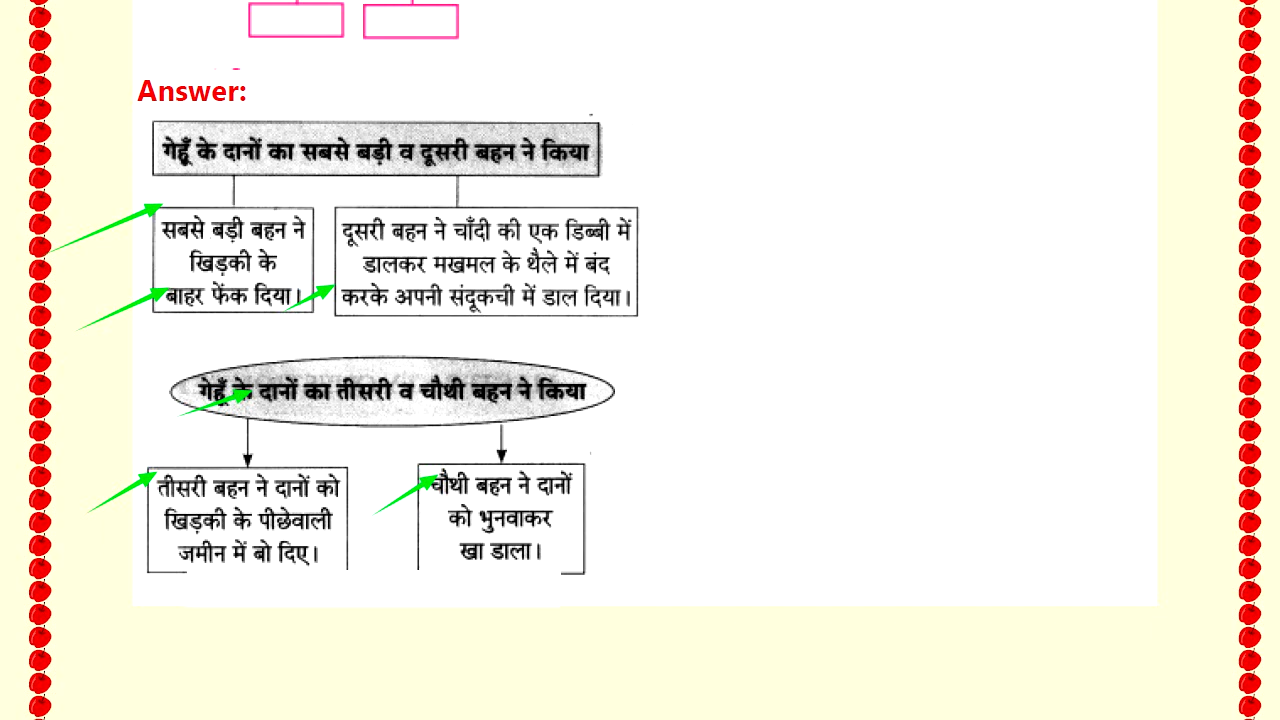 Answer:
गेहूँ के दानों का सबसे बड़ी व दूसरी बहन ने किया
सबसे बड़ी बहन ने
खिड़की के
बाहर फेंक दिया।
दूसरी बहन ने चाँदी की एक डिब्बी में
डालकर मखमल के थैले में बंद
करके अपनी संदूकची में डाल दिया।
गेहूँ के दानों का तीसरी व चौथी बहन ने किया
तीसरी बहन ने दानों को
खिड़की के पीछेवाली
जमीन में बो दिए।
चौथी बहन ने दानों
को भुनवाकर
खा डाला।